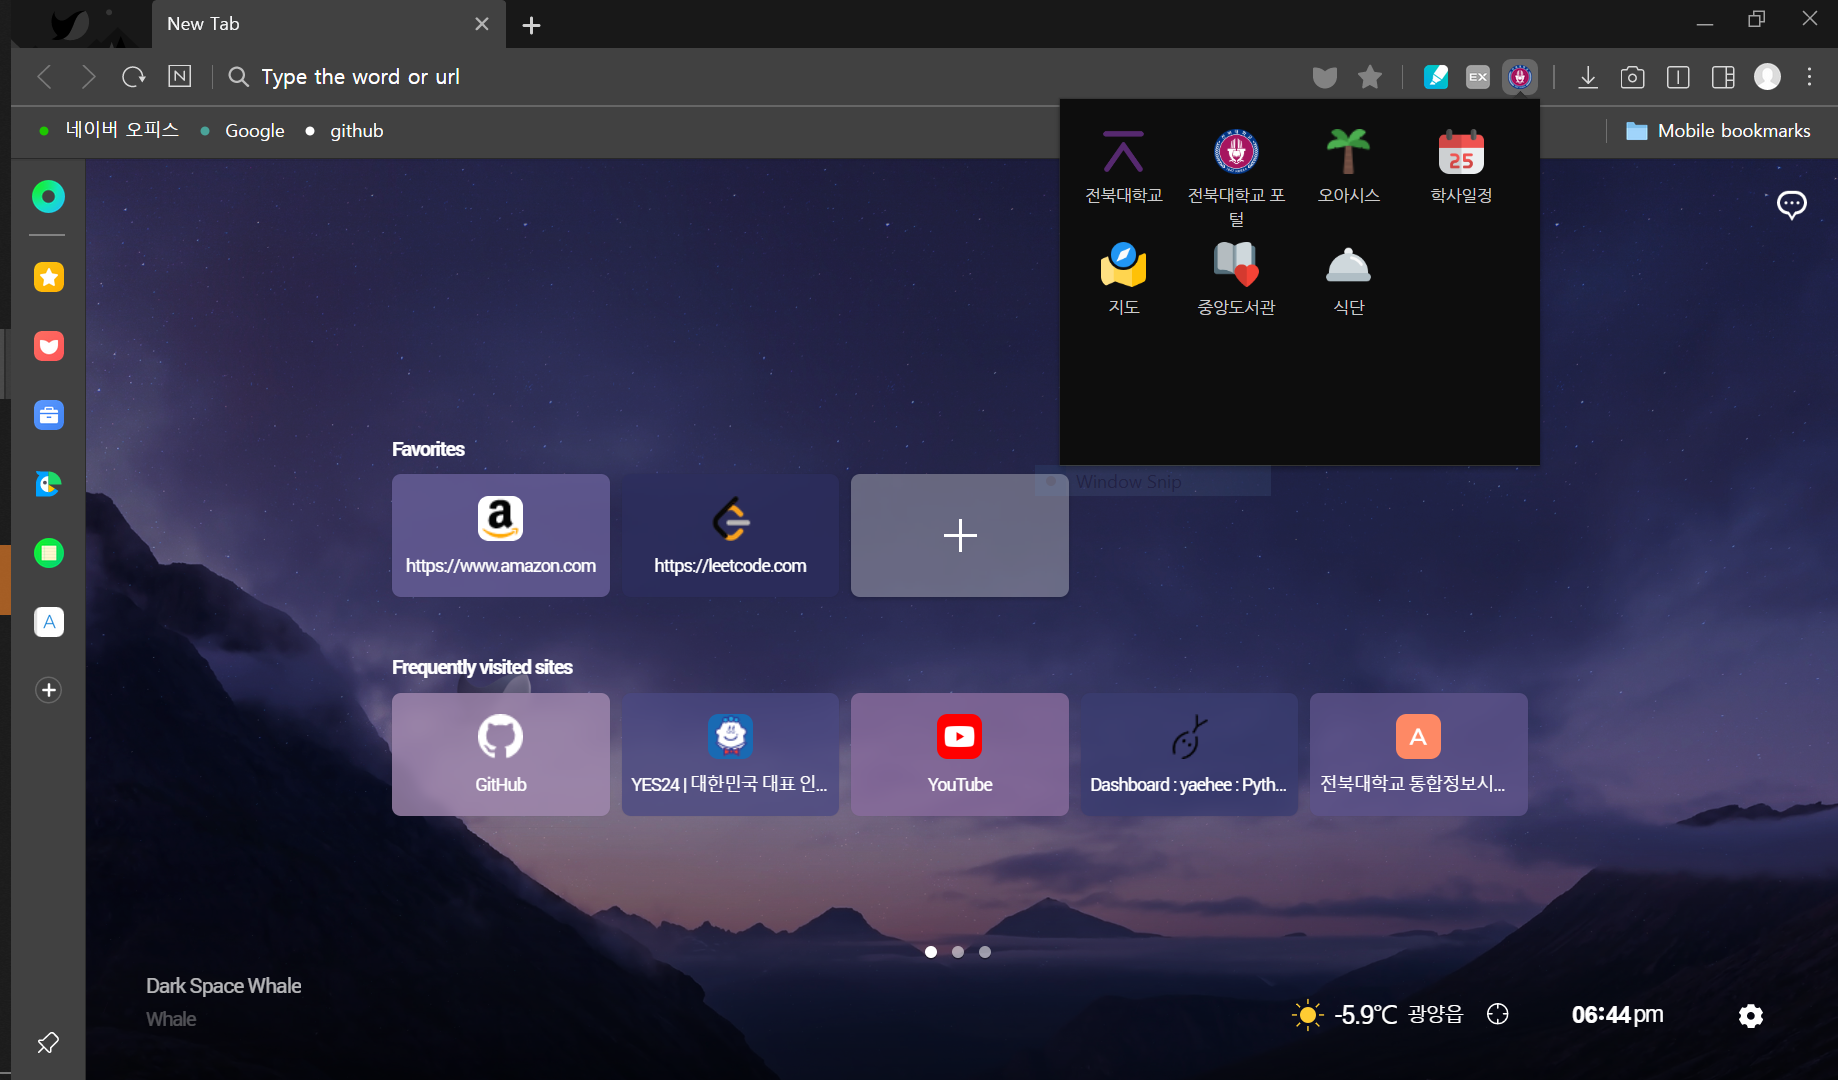 New Tab
Type the word or url
EX
네이버 오피스
Google
github
Mobile bookmarks
전북대학교
전북대학교 포
털
오아시스
25
학사일정
지도
중앙도서관
식단
Window Snip
Favorites
https://www.amazon.com
https://leetcode.com
Frequently visited sites
GitHub
YES24 | 대한민국 대표 인...
YouTube
Dashboard : yaehee : Pyth...
A
전북대학교 통합정보시...
Dark Space Whale
Whale
-5.9℃ 광양읍
06:44pm